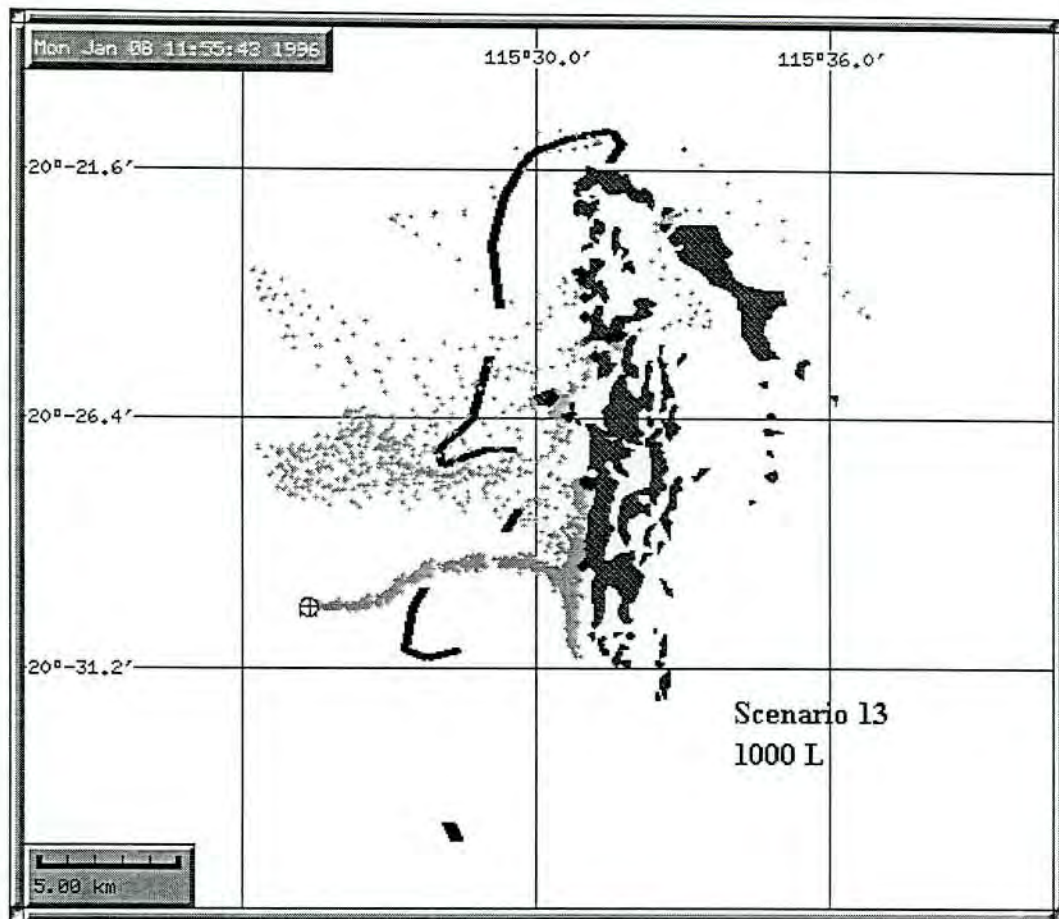 Mon Jan 08 11:55:43 1996
115°30.0′
115°36.0′
20°-21.6′
20°-26.4′
20°-31.2′
Scenario 13
1000 L
5.00 km